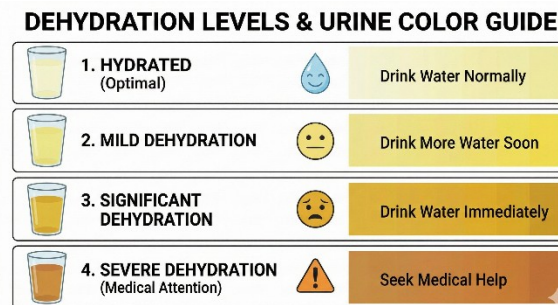 DEHYDRATION LEVELS & URINE COLOR GUIDE
1. HYDRATED
(Optimal)
Drink Water Normally
2. MILD DEHYDRATION
Drink More Water Soon
3. SIGNIFICANT
DEHYDRATION
Drink Water Immediately
4. SEVERE DEHYDRATION
(Medical Attention)
Seek Medical Help